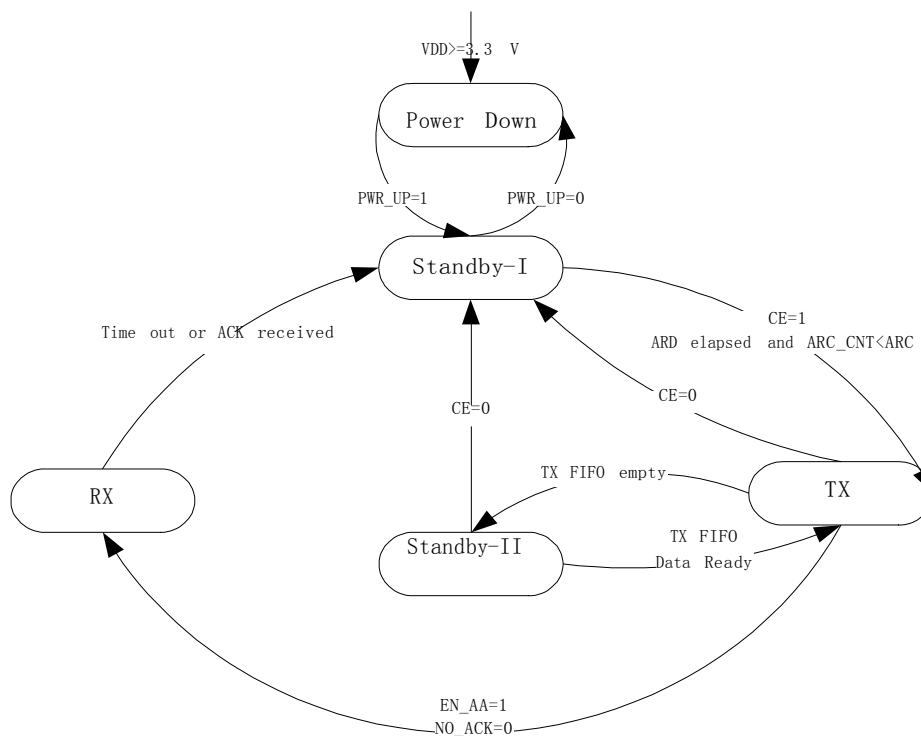 VDD>=3.3 V
Power Down
PWR_UP=1
PWR_UP=0
Standby-I
Time out or ACK received
CE=1
ARD elapsed and ARC_CNT<ARC
CE=0
CE=0
TX FIFO empty
RX
TX
Standby-II
TX FIFO
Data Ready
EN_AA=1
NO_ACK=0